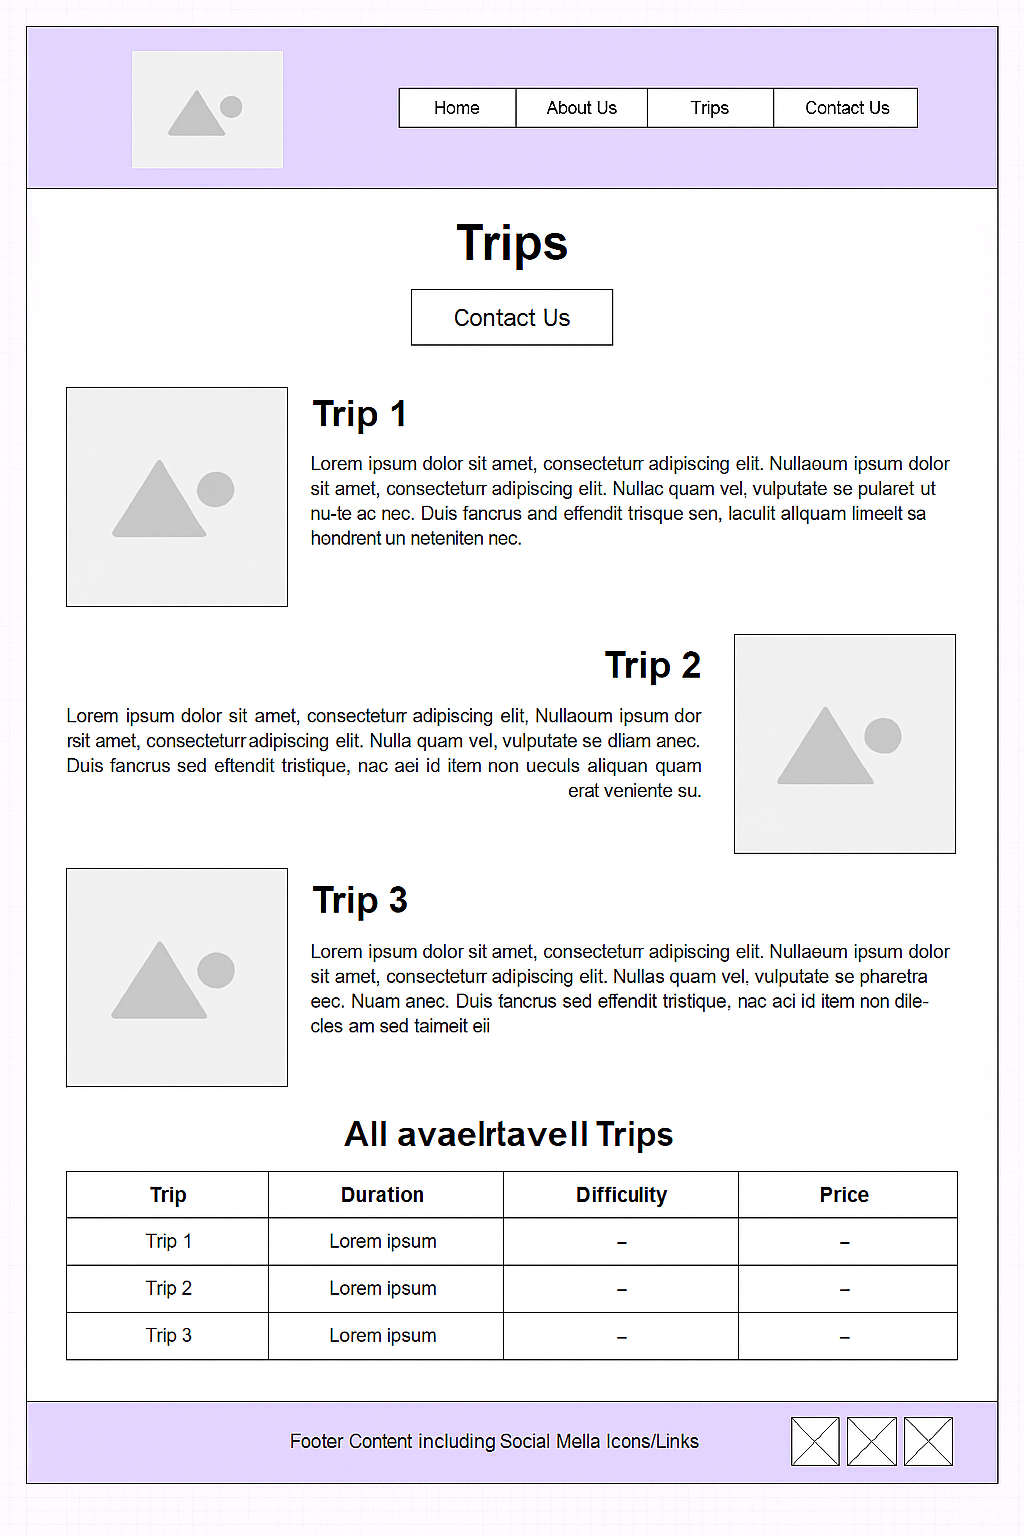 Home About Us Trips Contact Us
Trips
Contact Us
Trip 1
Lorem ipsum dolor sit amet, consecteturr adipiscing elit. Nullaoum ipsum dolor
sit amet, consecteturr adipiscing elit. Nullac quam vel, vulputate se pularet ut
nu-te ac nec. Duis fancrus and effendit trisque sen, laculit allquam limeelt sa
hondrent un neteniten nec.
Trip 2
Lorem ipsum dolor sit amet, consecteturr adipiscing elit, Nullaoum ipsum dor
rsit amet, consecteturr adipiscing elit. Nulla quam vel, vulputate se dliam anec.
Duis fancrus sed eftendit tristique, nac aei id item non ueculs aliquan quam
erat veniente su.
Trip 3
Lorem ipsum dolor sit amet, consecteturr adipiscing elit. Nullaeum ipsum dolor
sit amet, consecteturr adipiscing elit. Nullas quam vel, vulputate se pharetra
eec. Nuam anec. Duis fancrus sed effendit tristique, nac aci id item non dile-
cles am sed taimeit eii
All avaelrtavell Trips
Trip Duration Difficulity Price
Trip 1 Lorem ipsum – –
Trip 2 Lorem ipsum – –
Trip 3 Lorem ipsum – –
Footer Content including Social Mella Icons/Links